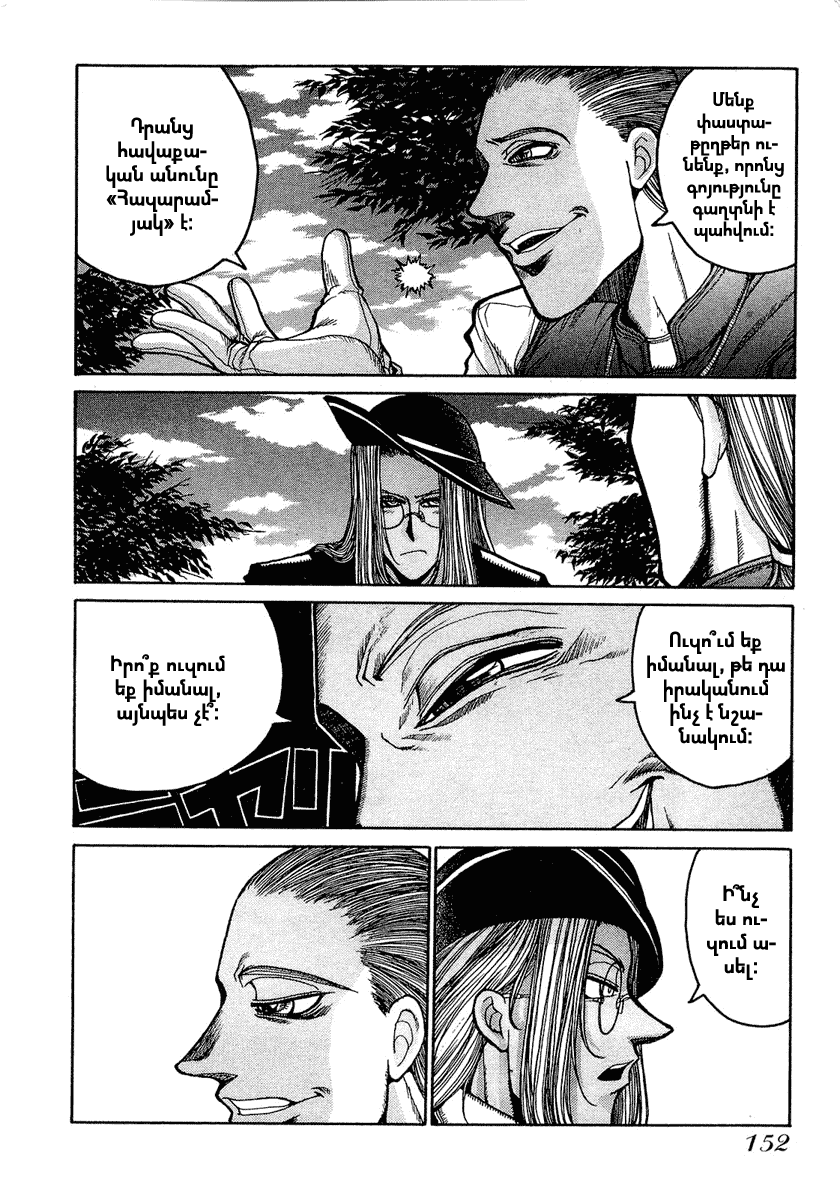 Մենք
փաստա-
թղթեր ու-
նենք, որոնց
գոյությունը
գաղտնի է
պահվում:
Դրանց
հավաքա-
կան անունը
«Հազարամ-
յակ» է:
Ուզո՞ւմ եք
իմանալ, թե դա
իրականում
ինչ է նշա-
նակում:
Իրո՞ք ուզում
եք իմանալ,
այնպես չէ՞:
Ի՞նչ
ես ու-
զում ա-
սել:
152